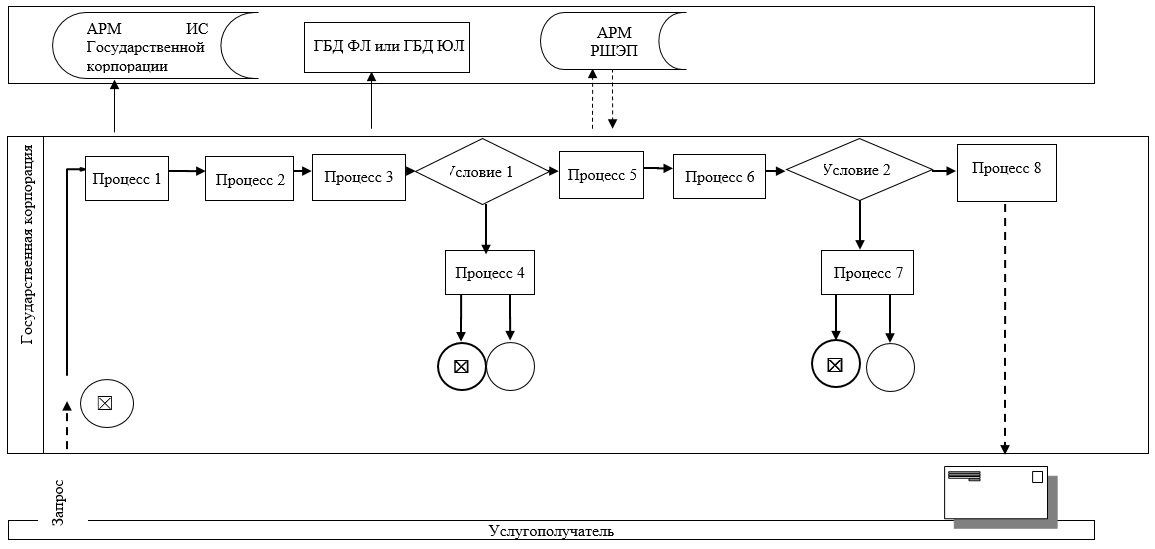 АРМ ИС
Государственной
корпорации
ГБД ФЛ или ГБД ЮЛ
АРМ
РШЭП
Государственная корпорация
Процесс 1
Процесс 2
Процесс 3
Условие 1
Процесс 5
Процесс 6
Условие 2
Процесс 8
Процесс 4
Процесс 7
Запрос
Услугополучатель